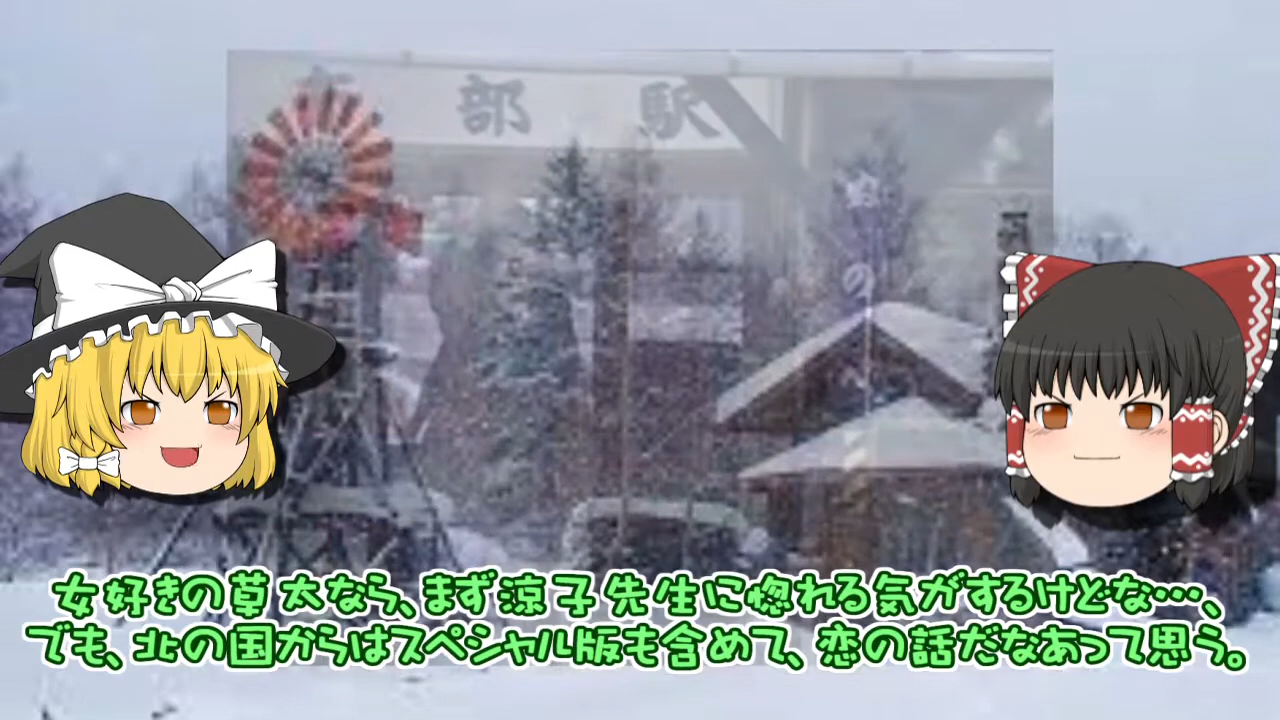 部 駅
女好きの草太なら、まず涼子先生に惚れる気がするけどな…、
でも、北の国からはスペシャル版も含めて、恋の話だなあって思う。